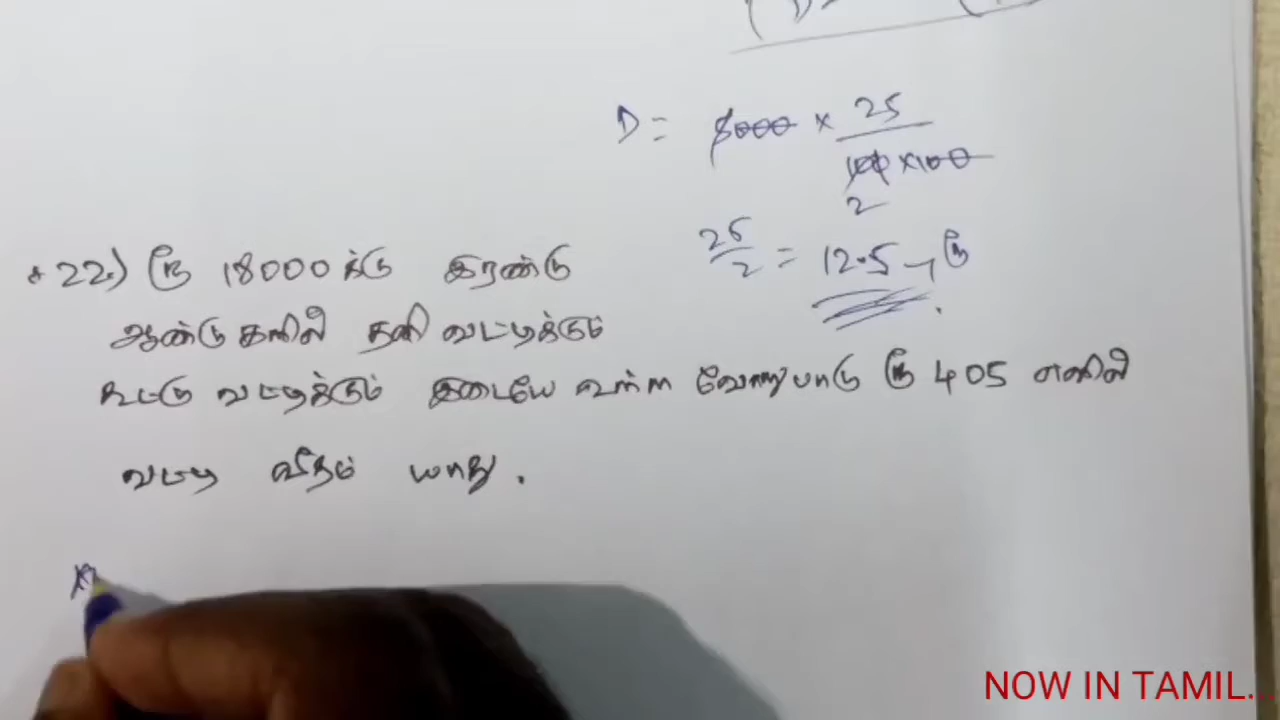 D = 8000 × 25
100 × 100
2
25
2 = 12.5 ரூ
* 22.) ரூ 18000 க்கு இரண்டு
ஆண்டுகளில் தனி வட்டிக்கும்
கூட்டு வட்டிக்கும் இடையே உள்ள வேறுபாடு ரூ 405 எனில்
வட்டி வீதம் யாது.
NOW IN TAMIL...